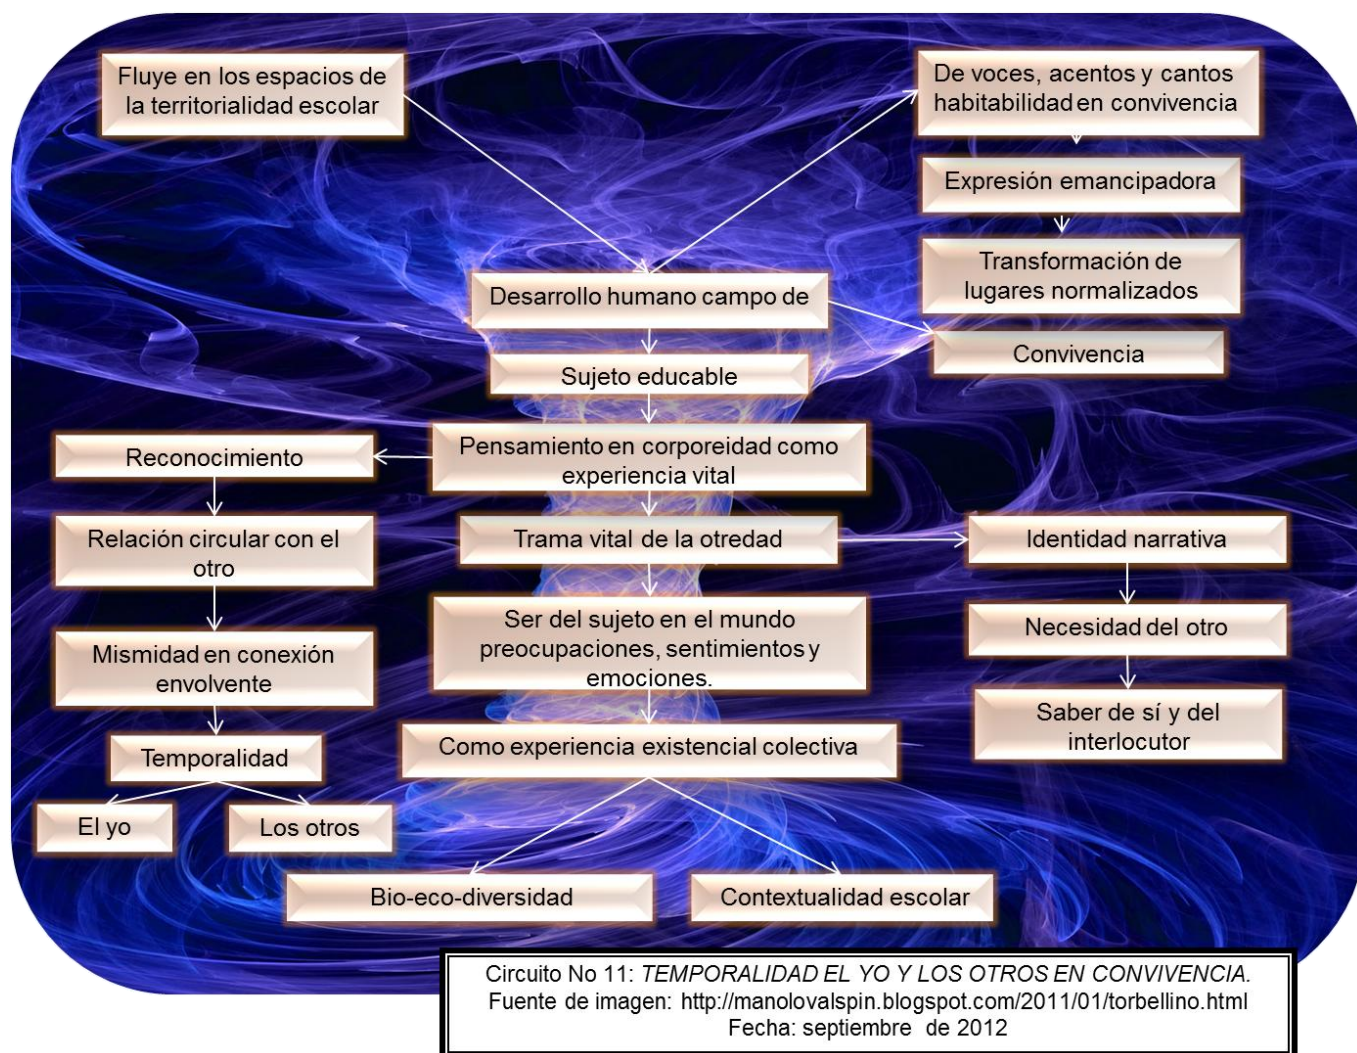 Fluye en los espacios de
la territorialidad escolar
De voces, acentos y cantos
habitabilidad en convivencia
Expresión emancipadora
Transformación de
lugares normalizados
Desarrollo humano campo de
Convivencia
Sujeto educable
Pensamiento en corporeidad como
experiencia vital
Reconocimiento
Relación circular con el
otro
Trama vital de la otredad
Identidad narrativa
Ser del sujeto en el mundo
preocupaciones, sentimientos y
emociones.
Necesidad del otro
Mismidad en conexión
envolvente
Saber de sí y del
interlocutor
Temporalidad
Como experiencia existencial colectiva
El yo
Los otros
Bio-eco-diversidad
Contextualidad escolar
Circuito No 11: TEMPORALIDAD EL YO Y LOS OTROS EN CONVIVENCIA.
Fuente de imagen: http://manolovalspin.blogspot.com/2011/01/torbellino.html
Fecha: septiembre de 2012